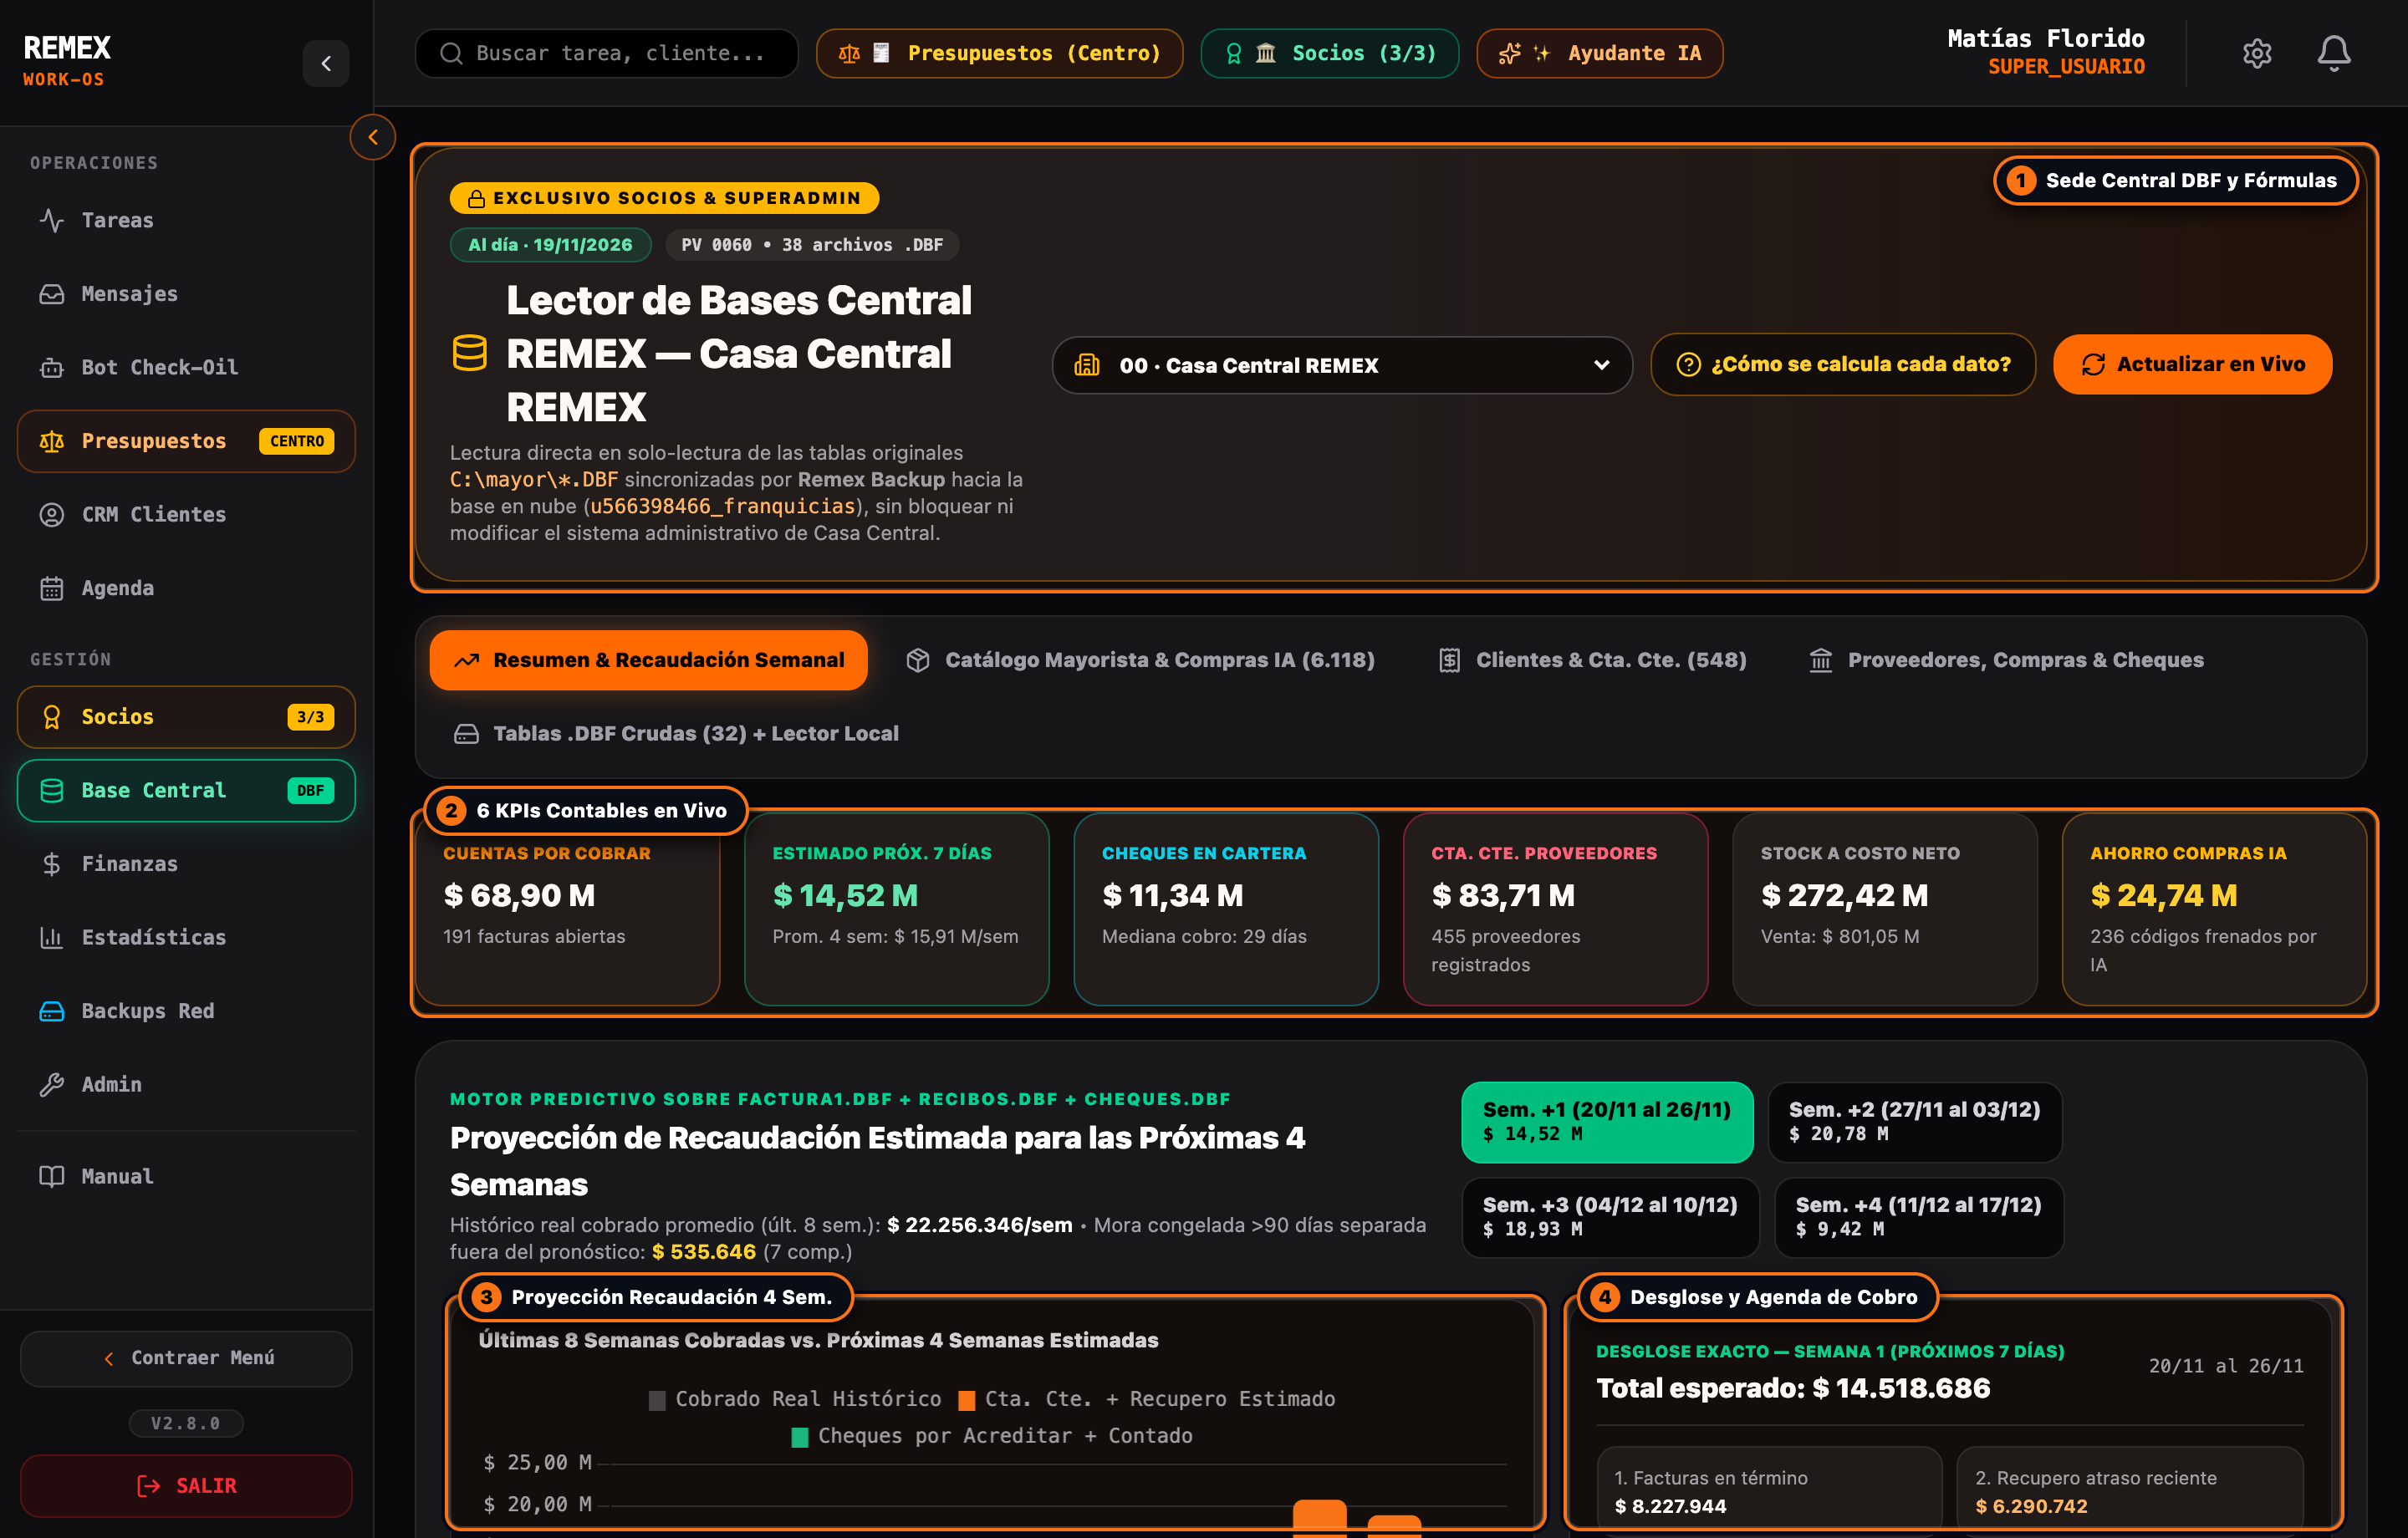 REMEX
WORK-OS
OPERACIONES
Tareas
Mensajes
Bot Check-Oil
Presupuestos CENTRO
CRM Clientes
Agenda
GESTIÓN
Socios 3/3
Base Central DBF
Finanzas
Estadísticas
Backups Red
Admin
Manual
Contraer Menú
V2.8.0
SALIR
Buscar tarea, cliente...
Presupuestos (Centro)
Socios (3/3)
Ayudante IA
Matías Florido
SUPER_USUARIO
1 Sede Central DBF y Fórmulas
EXCLUSIVO SOCIOS & SUPERADMIN
Al día · 19/11/2026
PV 0060 • 38 archivos .DBF
Lector de Bases Central
REMEX — Casa Central
REMEX
Lectura directa en solo-lectura de las tablas originales
C:\mayor\*.DBF sincronizadas por Remex Backup hacia la
base en nube (u566398466_franquicias), sin bloquear ni
modificar el sistema administrativo de Casa Central.
00 · Casa Central REMEX
¿Cómo se calcula cada dato?
Actualizar en Vivo
Resumen & Recaudación Semanal
Catálogo Mayorista & Compras IA (6.118)
Clientes & Cta. Cte. (548)
Proveedores, Compras & Cheques
Tablas .DBF Crudas (32) + Lector Local
2 6 KPIs Contables en Vivo
CUENTAS POR COBRAR
$ 68,90 M
191 facturas abiertas
ESTIMADO PRÓX. 7 DÍAS
$ 14,52 M
Prom. 4 sem: $ 15,91 M/sem
CHEQUES EN CARTERA
$ 11,34 M
Mediana cobro: 29 días
CTA. CTE. PROVEEDORES
$ 83,71 M
455 proveedores
registrados
STOCK A COSTO NETO
$ 272,42 M
Venta: $ 801,05 M
AHORRO COMPRAS IA
$ 24,74 M
236 códigos frenados por
IA
MOTOR PREDICTIVO SOBRE FACTURA1.DBF + RECIBOS.DBF + CHEQUES.DBF
Proyección de Recaudación Estimada para las Próximas 4
Semanas
Histórico real cobrado promedio (últ. 8 sem.): $ 22.256.346/sem • Mora congelada >90 días separada
fuera del pronóstico: $ 535.646 (7 comp.)
Sem. +1 (20/11 al 26/11)
$ 14,52 M
Sem. +2 (27/11 al 03/12)
$ 20,78 M
Sem. +3 (04/12 al 10/12)
$ 18,93 M
Sem. +4 (11/12 al 17/12)
$ 9,42 M
3 Proyección Recaudación 4 Sem.
Últimas 8 Semanas Cobradas vs. Próximas 4 Semanas Estimadas
Cobrado Real Histórico
Cta. Cte. + Recupero Estimado
Cheques por Acreditar + Contado
$ 25,00 M
$ 20,00 M
4 Desglose y Agenda de Cobro
DESGLOSE EXACTO — SEMANA 1 (PRÓXIMOS 7 DÍAS)
Total esperado: $ 14.518.686
20/11 al 26/11
1. Facturas en término
$ 8.227.944
2. Recupero atraso reciente
$ 6.290.742